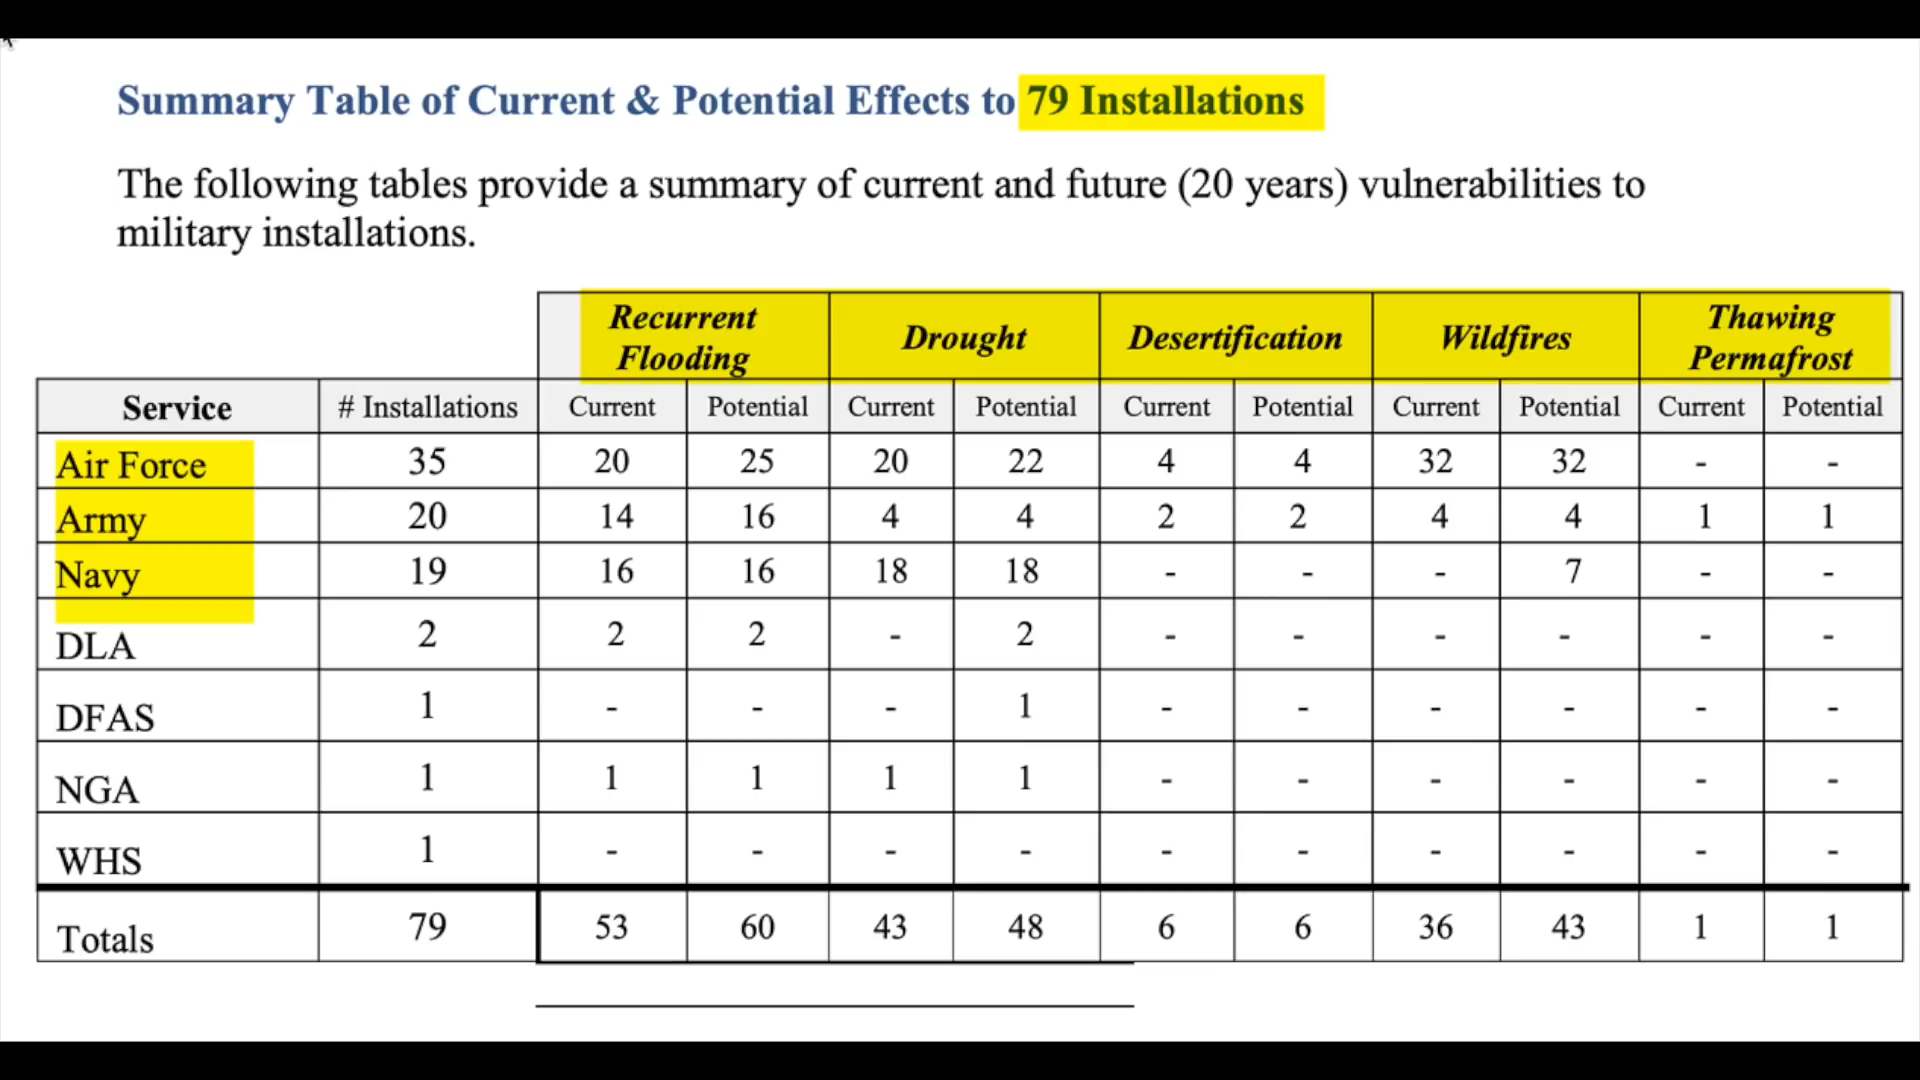 Summary Table of Current & Potential Effects to 79 Installations
The following tables provide a summary of current and future (20 years) vulnerabilities to
military installations.
Recurrent Flooding Drought Desertification Wildfires Thawing Permafrost
Service # Installations Current Potential Current Potential Current Potential Current Potential Current Potential
Air Force 35 20 25 20 22 4 4 32 32 - -
Army 20 14 16 4 4 2 2 4 4 1 1
Navy 19 16 16 18 18 - - - 7 - -
DLA 2 2 2 - 2 - - - - - -
DFAS 1 - - - 1 - - - - - -
NGA 1 1 1 1 1 - - - - - -
WHS 1 - - - - - - - - - -
Totals 79 53 60 43 48 6 6 36 43 1 1